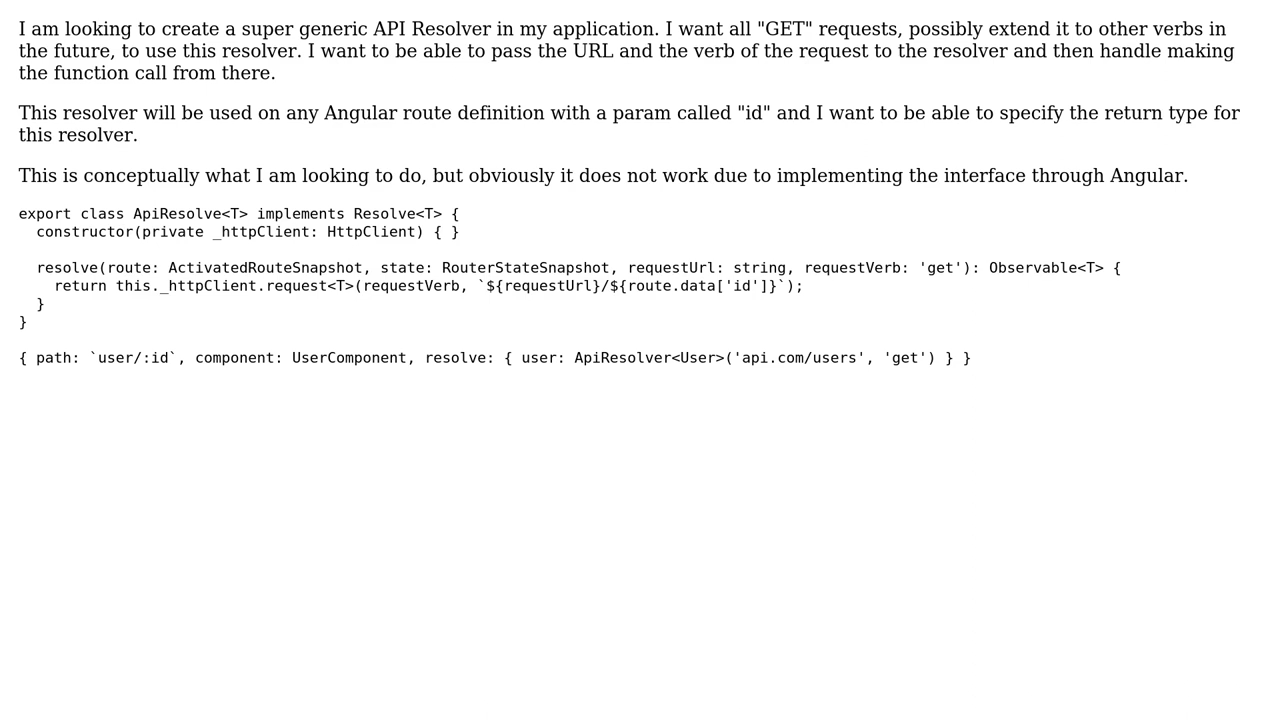 I am looking to create a super generic API Resolver in my application. I want all "GET" requests, possibly extend it to other verbs in
the future, to use this resolver. I want to be able to pass the URL and the verb of the request to the resolver and then handle making
the function call from there.
This resolver will be used on any Angular route definition with a param called "id" and I want to be able to specify the return type for
this resolver.
This is conceptually what I am looking to do, but obviously it does not work due to implementing the interface through Angular.
export class ApiResolve<T> implements Resolve<T> {
  constructor(private _httpClient: HttpClient) { }
  resolve(route: ActivatedRouteSnapshot, state: RouterStateSnapshot, requestUrl: string, requestVerb: 'get'): Observable<T> {
    return this._httpClient.request<T>(requestVerb, `${requestUrl}/${route.data['id']}`);
  }
}
{ path: `user/:id`, component: UserComponent, resolve: { user: ApiResolver<User>('api.com/users', 'get') } }